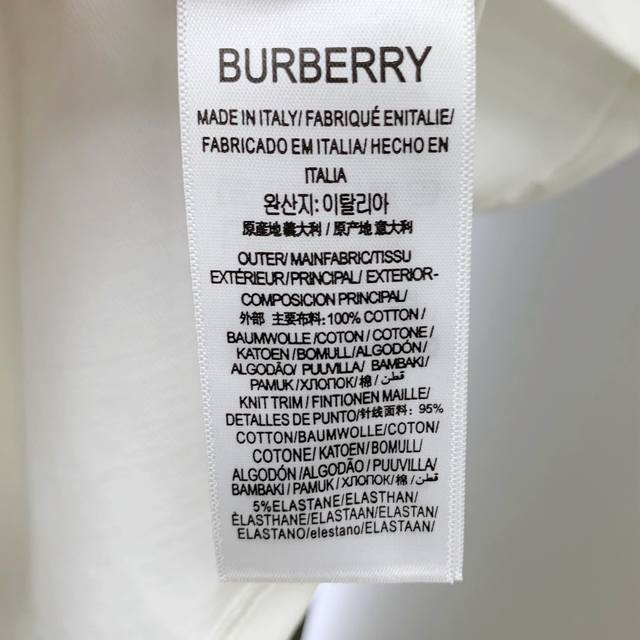 BURBERRY
MADE IN ITALY/ FABRIQUÉ ENITALIE/
FABRICADO EM ITALIA/ HECHO EN
ITALIA
완산지: 이탈리아
原産地義大利 / 原产地 意大利
OUTER/ MAINFABRIC/TISSU
EXTÉRIEUR/PRINCIPAL/ EXTERIOR-
COMPOSICION PRINCIPAL/
外部 主要布料: 100% COTTON /
BAUMWOLLE /COTON / COTONE/
KATOEN / BOMULL/ ALGODÓN/
ALGODÃO/ PUUVILLA/ BAMBAKI/
PAMUK /ХЛОПОК/ 棉 / قطن /
KNIT TRIM / FINTIONEN MAILLE/
DETALLES DE PUNTO/针线面料: 95%
COTTON/BAUMWOLLE/COTON/
COTONE/ KATOEN/ BOMULL/
ALGODÓN /ALGODÃO / PUUVILLA/
BAMBAKI / PAMUK / ХЛОПОК/ 棉/ قطن /
5%ELASTANE/ELASTHAN/
ÈLASTHANE/ELASTAAN/ELASTAN/
ELASTANO/elestano/ELASTAAN/